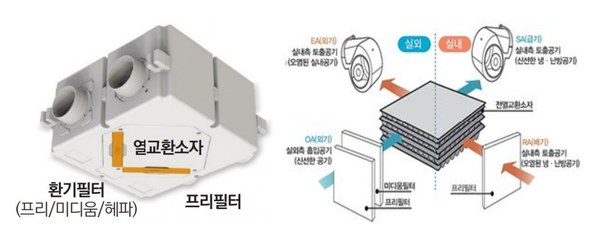 열교환소자
환기필터
(프리/미디움/헤파)
프리필터
EA(외기)
실내측 토출공기
(오염된 실내공기)
실외
실내
SA(급기)
실내측 토출공기
(신선한 냉·난방공기)
전열교환소자
OA(외기)
실외측 흡입공기
(신선한 공기)
미디움필터
프리필터
RA(배기)
실내측 토출공기
(오염된 냉·난방공기)
프리필터